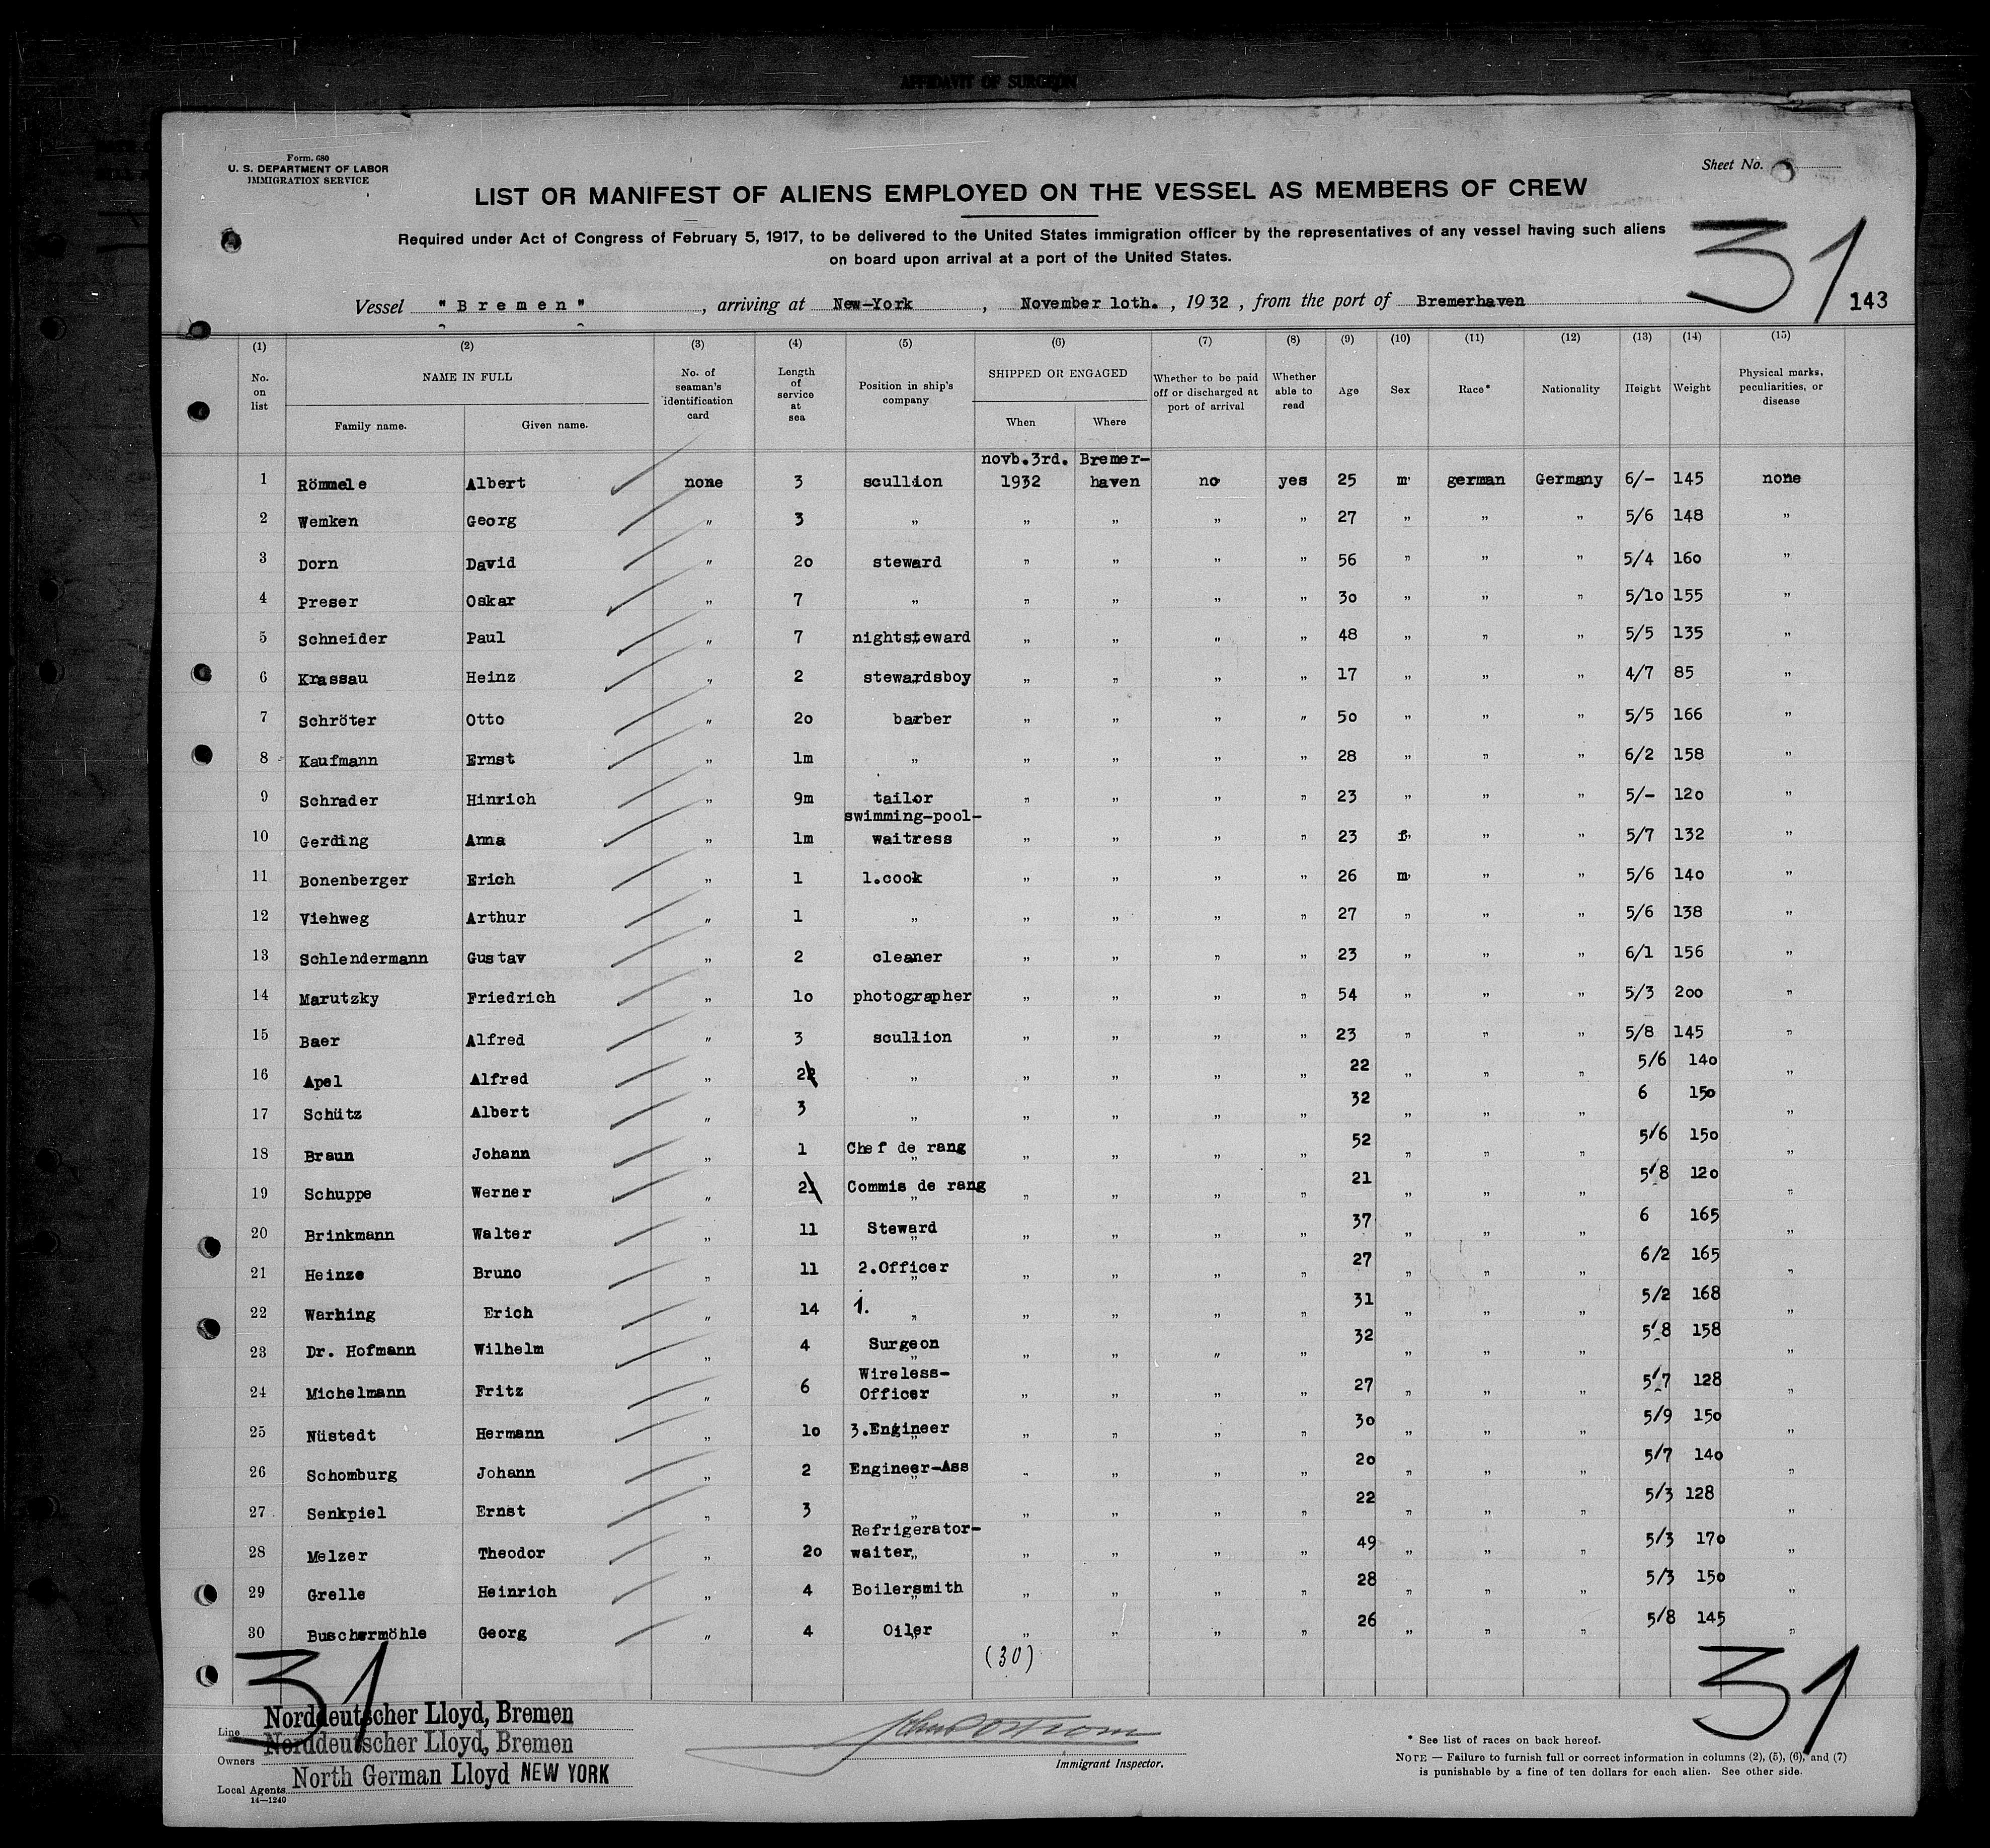 AFFIDAVIT OF SURGEON
Form. 680
U. S. DEPARTMENT OF LABOR
IMMIGRATION SERVICE
Sheet No.
LIST OR MANIFEST OF ALIENS EMPLOYED ON THE VESSEL AS MEMBERS OF CREW
Required under Act of Congress of February 5, 1917, to be delivered to the United States immigration officer by the representatives of any vessel having such aliens
on board upon arrival at a port of the United States.
31
Vessel "Bremen", arriving at New-York, November 1oth., 1932, from the port of Bremerhaven
143
(1) (2) (3) (4) (5) (6) (7) (8) (9) (10) (11) (12) (13) (14) (15)
No. on list
NAME IN FULL
Family name. Given name.
No. of seaman's identification card
Length of service at sea
Position in ship's company
SHIPPED OR ENGAGED
When Where
Whether to be paid off or discharged at port of arrival
Whether able to read
Age
Sex
Race*
Nationality
Height
Weight
Physical marks, peculiarities, or disease
novb.3rd. Bremer-
1 Römmele Albert none 3 scullion 1932 haven no yes 25 m german Germany 6/- 145 none
2 Wemken Georg " 3 " " " " " 27 " " " 5/6 148 "
3 Dorn David " 2o steward " " " " 56 " " " 5/4 16o "
4 Preser Oskar " 7 " " " " " 3o " " " 5/1o 155 "
5 Schneider Paul " 7 nightsteward " " " " 48 " " " 5/5 135 "
6 Krassau Heinz " 2 stewardsboy " " " " 17 " " " 4/7 85 "
7 Schröter Otto " 2o barber " " " " 5o " " " 5/5 166 "
8 Kaufmann Ernst " 1m " " " " " 28 " " " 6/2 158 "
9 Schrader Hinrich " 9m tailor " " " " 23 " " " 5/- 12o "
swimming-pool-
10 Gerding Anna " 1m waitress " " " " 23 f " " 5/7 132 "
11 Bonenberger Erich " 1 1.cook " " " " 26 m " " 5/6 14o "
12 Viehweg Arthur " 1 " " " " " 27 " " " 5/6 138 "
13 Schlendermann Gustav " 2 cleaner " " " " 23 " " " 6/1 156 "
14 Marutzky Friedrich " 1o photographer " " " " 54 " " " 5/3 2oo "
15 Baer Alfred " 3 scullion " " " " 23 " " " 5/8 145 "
16 Apel Alfred " 22 " " " " " 22 " " " 5/6 14o "
17 Schütz Albert " 3 " " " " " 32 " " " 6 15o "
18 Braun Johann " 1 Chef de rang " " " " 52 " " " 5/6 15o "
19 Schuppe Werner " 21 Commis de rang " " " " 21 " " " 5/8 12o "
20 Brinkmann Walter " 11 Steward " " " " 37 " " " 6 165 "
21 Heinze Bruno " 11 2.Officer " " " " 27 " " " 6/2 165 "
22 Warhing Erich " 14 1. " " " " " 31 " " " 5/2 168 "
23 Dr. Hofmann Wilhelm " 4 Surgeon " " " " 32 " " " 5/8 158 "
Wireless-
24 Michelmann Fritz " 6 Officer " " " " 27 " " " 5/7 128 "
25 Nüstedt Hermann " 1o 3.Engineer " " " " 3o " " " 5/9 15o "
26 Schomburg Johann " 2 Engineer-Ass " " " " 2o " " " 5/7 14o "
27 Senkpiel Ernst " 3 " " " " " 22 " " " 5/3 128 "
Refrigerator-
28 Melzer Theodor " 2o waiter " " " " 49 " " " 5/3 17o "
29 Grelle Heinrich " 4 Boilersmith " " " " 28 " " " 5/3 15o "
30 Buschermöhle Georg " 4 Oiler " " " " 26 " " " 5/8 145 "
(30)
31 31
Line Norddeutscher Lloyd, Bremen
Owners Norddeutscher Lloyd, Bremen
Local Agents North German Lloyd NEW YORK
14—1240
Immigrant Inspector.
* See list of races on back hereof.
NOTE — Failure to furnish full or correct information in columns (2), (5), (6), and (7)
is punishable by a fine of ten dollars for each alien. See other side.